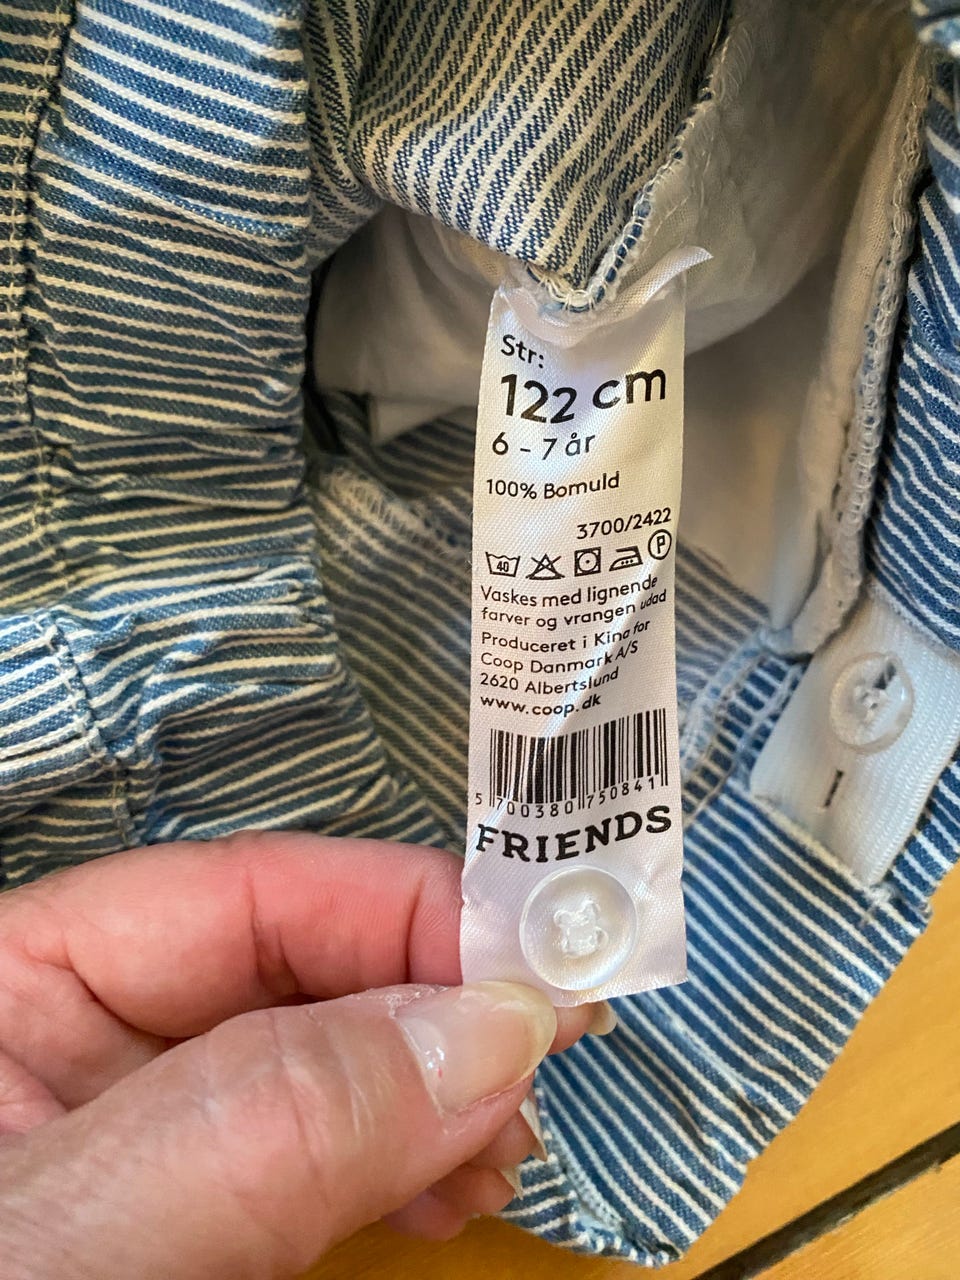 Str:
122 cm
6 - 7 år
100% Bomuld
3700/2422
40
P
Vaskes med lignende
farver og vrangen udad
Produceret i Kina for
Coop Danmark A/S
2620 Albertslund
www.coop.dk
5 700380 750841
FRIENDS